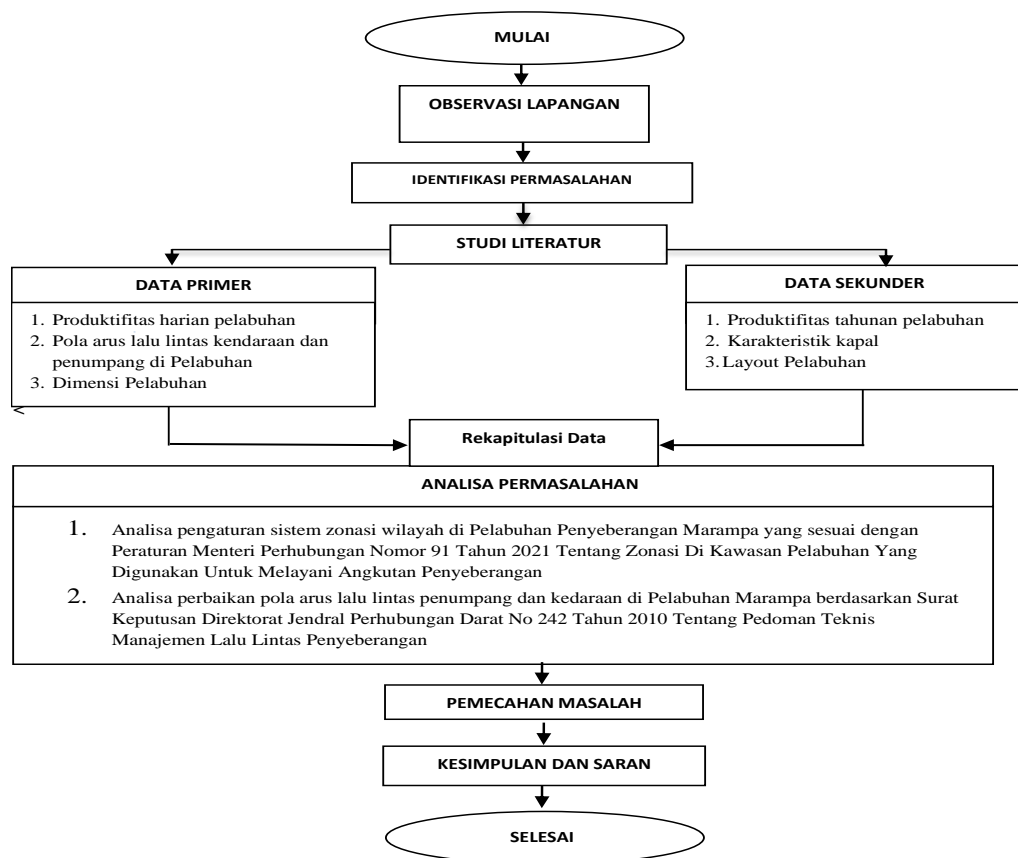 MULAI
OBSERVASI LAPANGAN
IDENTIFIKASI PERMASALAHAN
STUDI LITERATUR
DATA PRIMER
1. Produktifitas harian pelabuhan
2. Pola arus lalu lintas kendaraan dan
penumpang di Pelabuhan
3. Dimensi Pelabuhan
<
DATA SEKUNDER
1. Produktifitas tahunan pelabuhan
2. Karakteristik kapal
3. Layout Pelabuhan
Rekapitulasi Data
ANALISA PERMASALAHAN
1. Analisa pengaturan sistem zonasi wilayah di Pelabuhan Penyeberangan Marampa yang sesuai dengan
Peraturan Menteri Perhubungan Nomor 91 Tahun 2021 Tentang Zonasi Di Kawasan Pelabuhan Yang
Digunakan Untuk Melayani Angkutan Penyeberangan
2. Analisa perbaikan pola arus lalu lintas penumpang dan kedaraan di Pelabuhan Marampa berdasarkan Surat
Keputusan Direktorat Jendral Perhubungan Darat No 242 Tahun 2010 Tentang Pedoman Teknis
Manajemen Lalu Lintas Penyeberangan
PEMECAHAN MASALAH
KESIMPULAN DAN SARAN
SELESAI